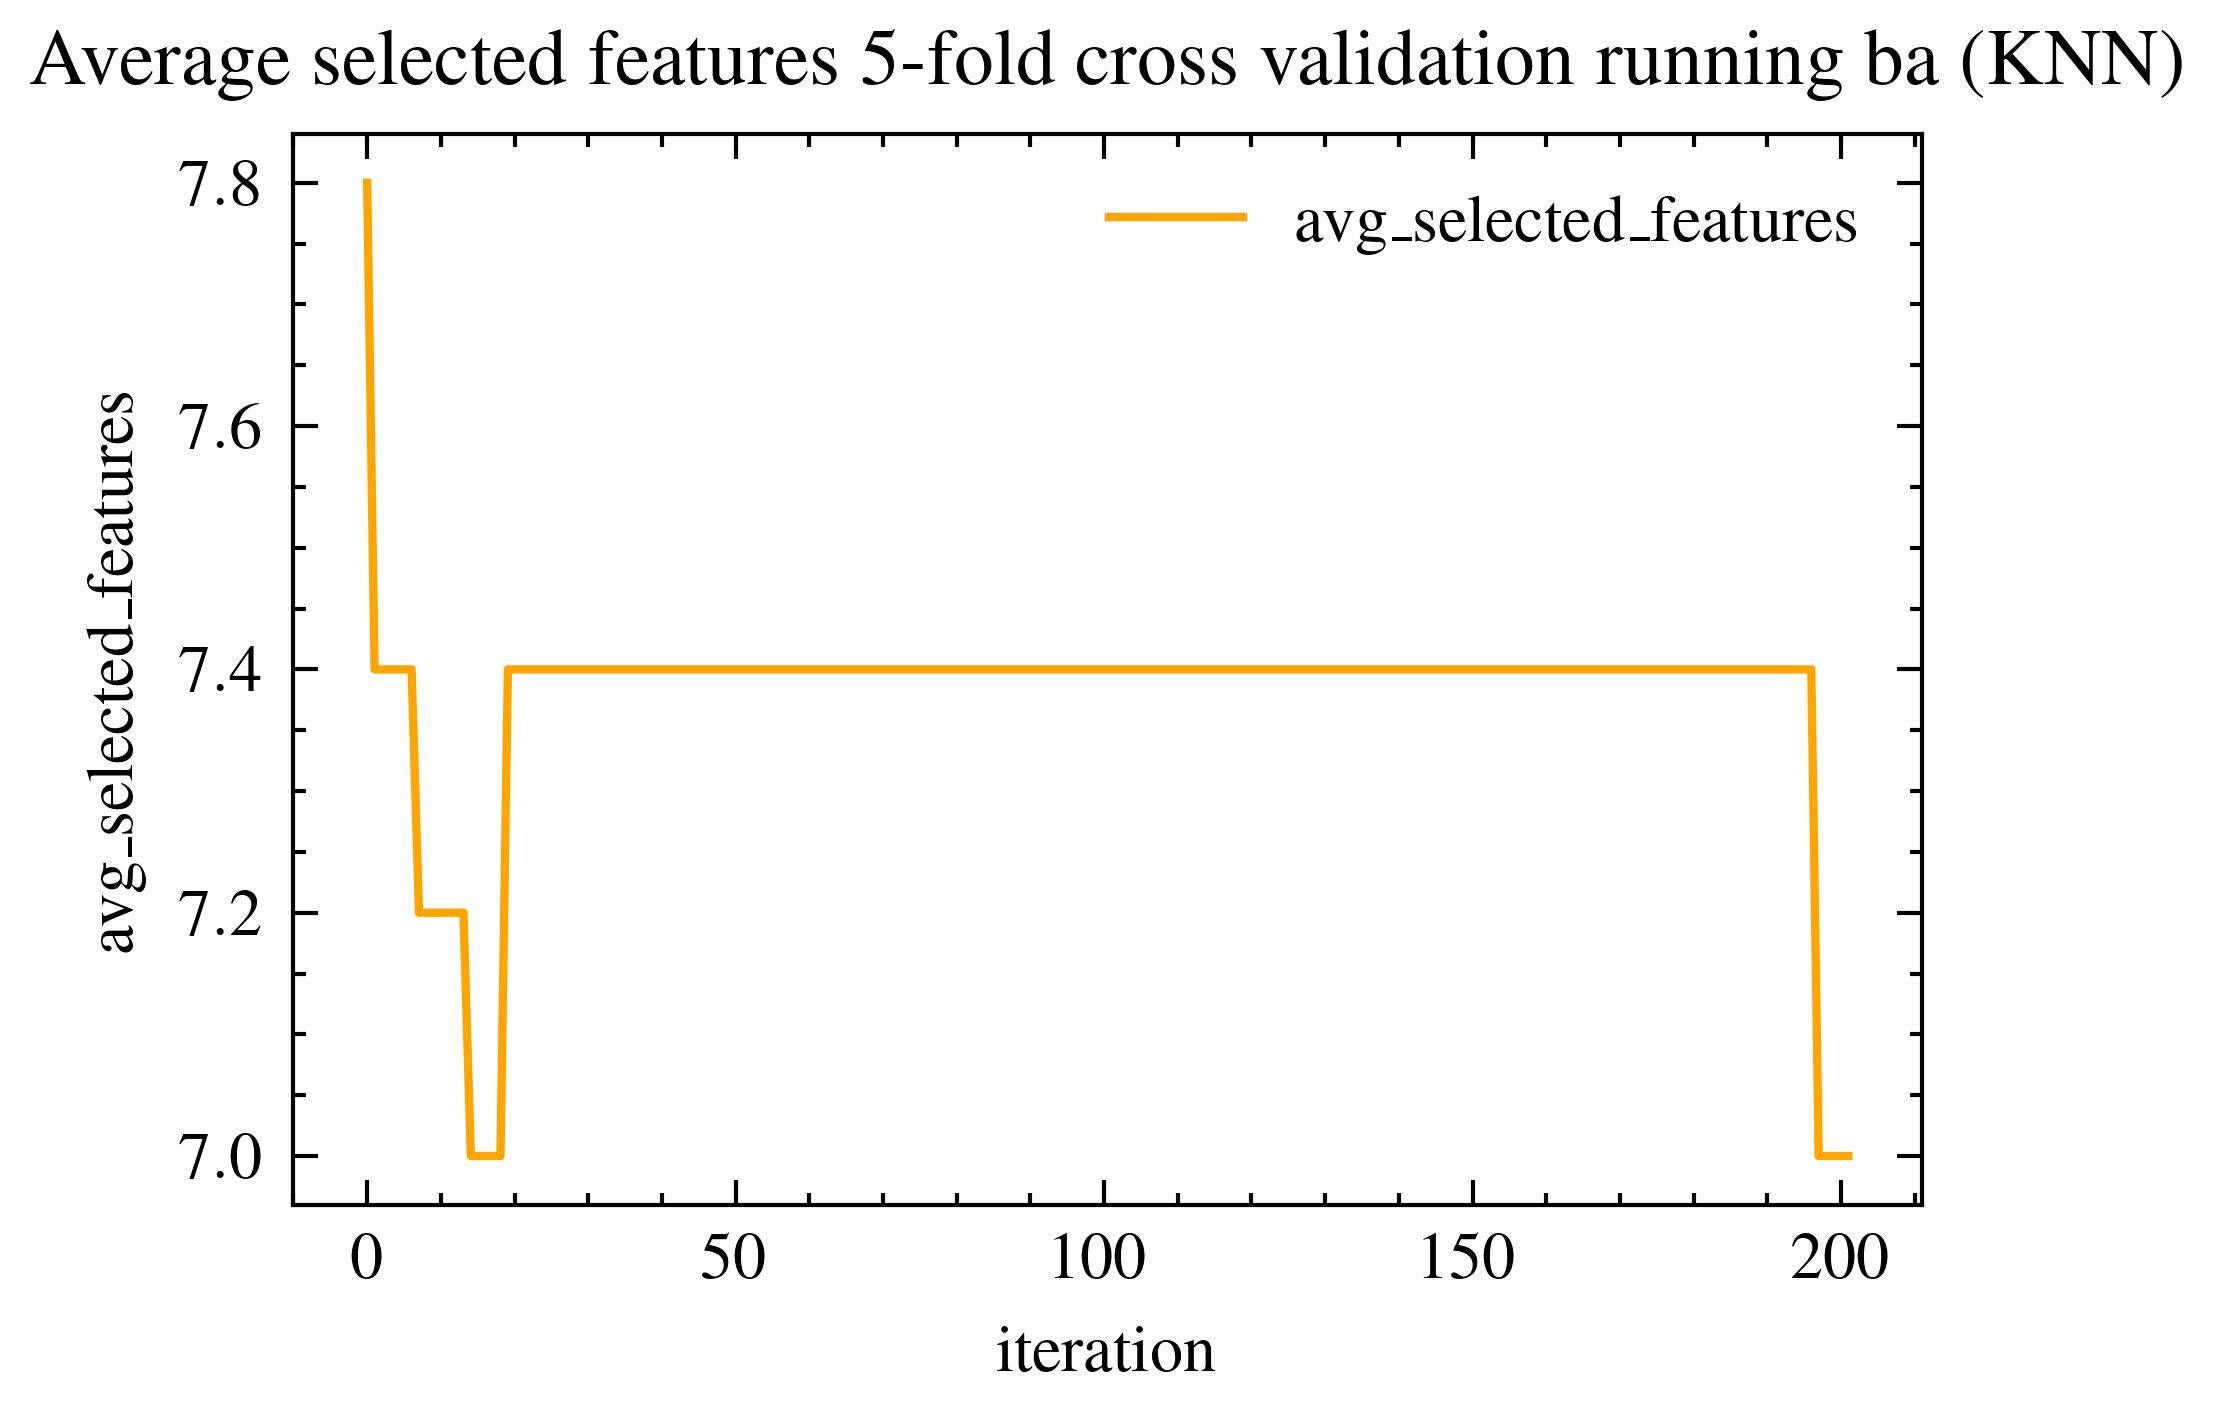 Average selected features 5-fold cross validation running ba (KNN)
avg_selected_features
avg_selected_features
7.8
7.6
7.4
7.2
7.0
0 50 100 150 200
iteration